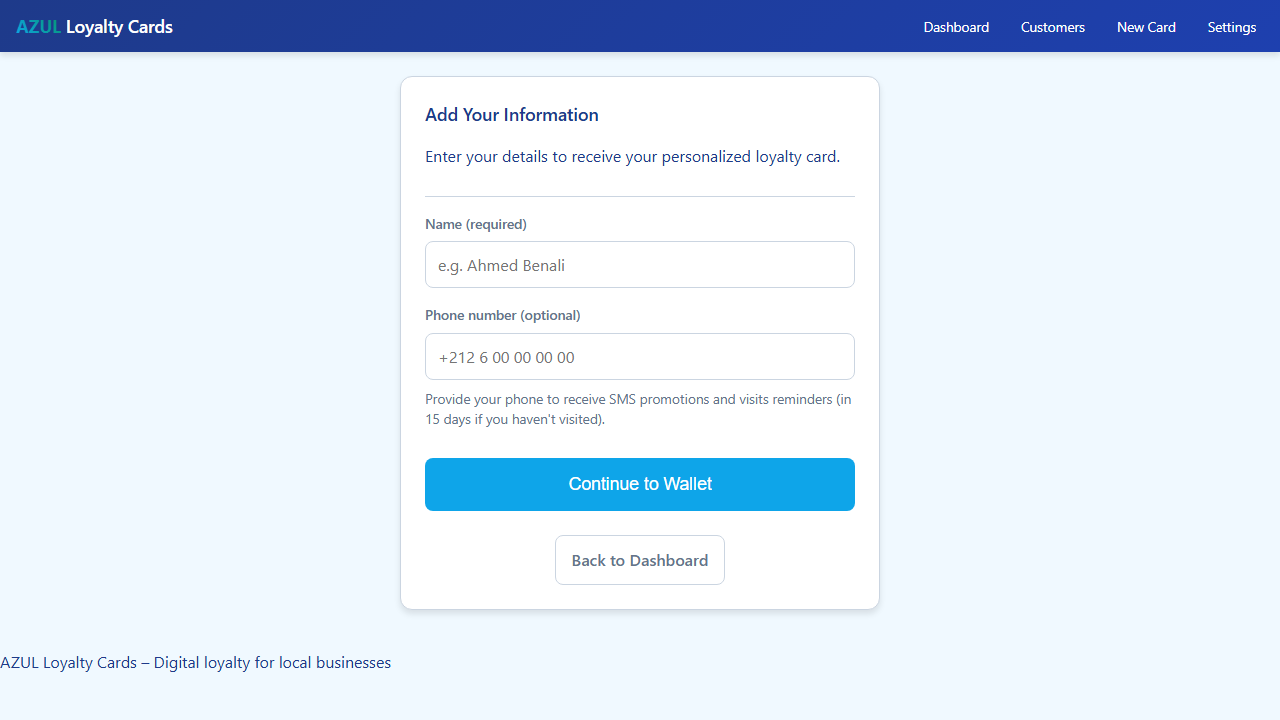 AZUL Loyalty Cards
Dashboard
Customers
New Card
Settings
Add Your Information
Enter your details to receive your personalized loyalty card.
Name (required)
e.g. Ahmed Benali
Phone number (optional)
+212 6 00 00 00 00
Provide your phone to receive SMS promotions and visits reminders (in
15 days if you haven't visited).
Continue to Wallet
Back to Dashboard
AZUL Loyalty Cards – Digital loyalty for local businesses